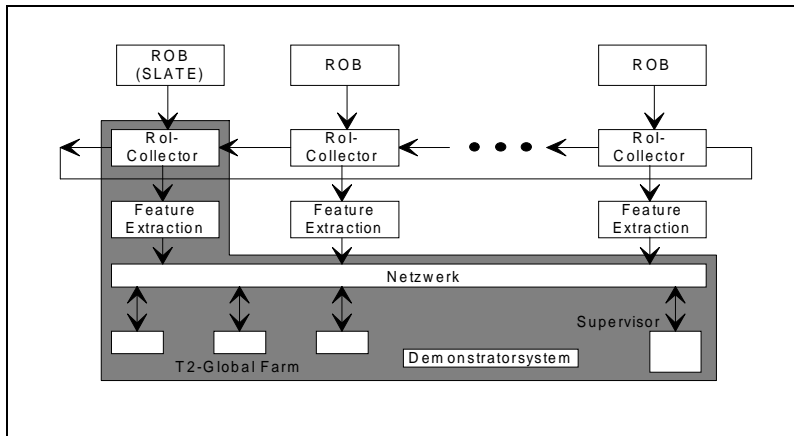 ROB
(SLATE)
ROB
ROB
RoI-
Collector
RoI-
Collector
RoI-
Collector
Feature
Extraction
Feature
Extraction
Feature
Extraction
Netzwerk
Supervisor
T2-Global Farm
Demonstratorsystem